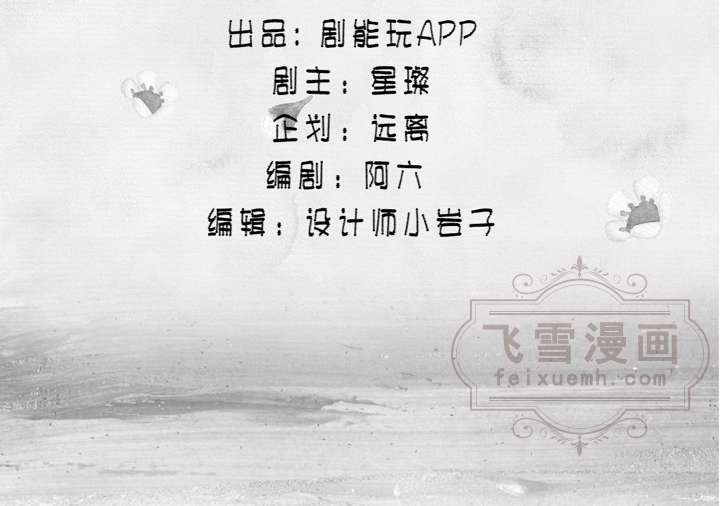 出品：剧能玩APP
剧主：星璨
企划：远离
编剧：阿六
编辑：设计师小岩子
飞雪漫画
feixuemh.com